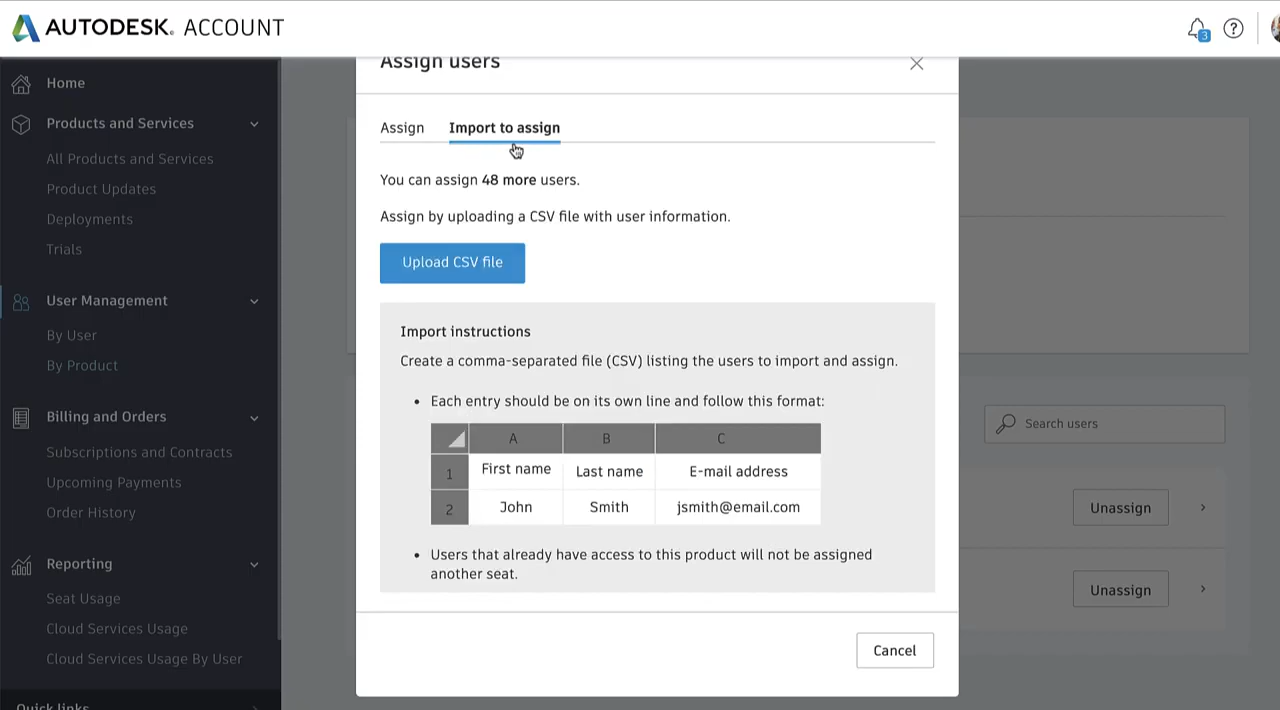 AUTODESK. ACCOUNT
3
Home
Products and Services
All Products and Services
Product Updates
Deployments
Trials
User Management
By User
By Product
Billing and Orders
Subscriptions and Contracts
Upcoming Payments
Order History
Reporting
Seat Usage
Cloud Services Usage
Cloud Services Usage By User
Quick links
Assign users
Assign Import to assign
You can assign 48 more users.
Assign by uploading a CSV file with user information.
Upload CSV file
Import instructions
Create a comma-separated file (CSV) listing the users to import and assign.
• Each entry should be on its own line and follow this format:
A B C
1 First name Last name E-mail address
2 John Smith jsmith@email.com
• Users that already have access to this product will not be assigned
another seat.
Cancel
Search users
Unassign
Unassign